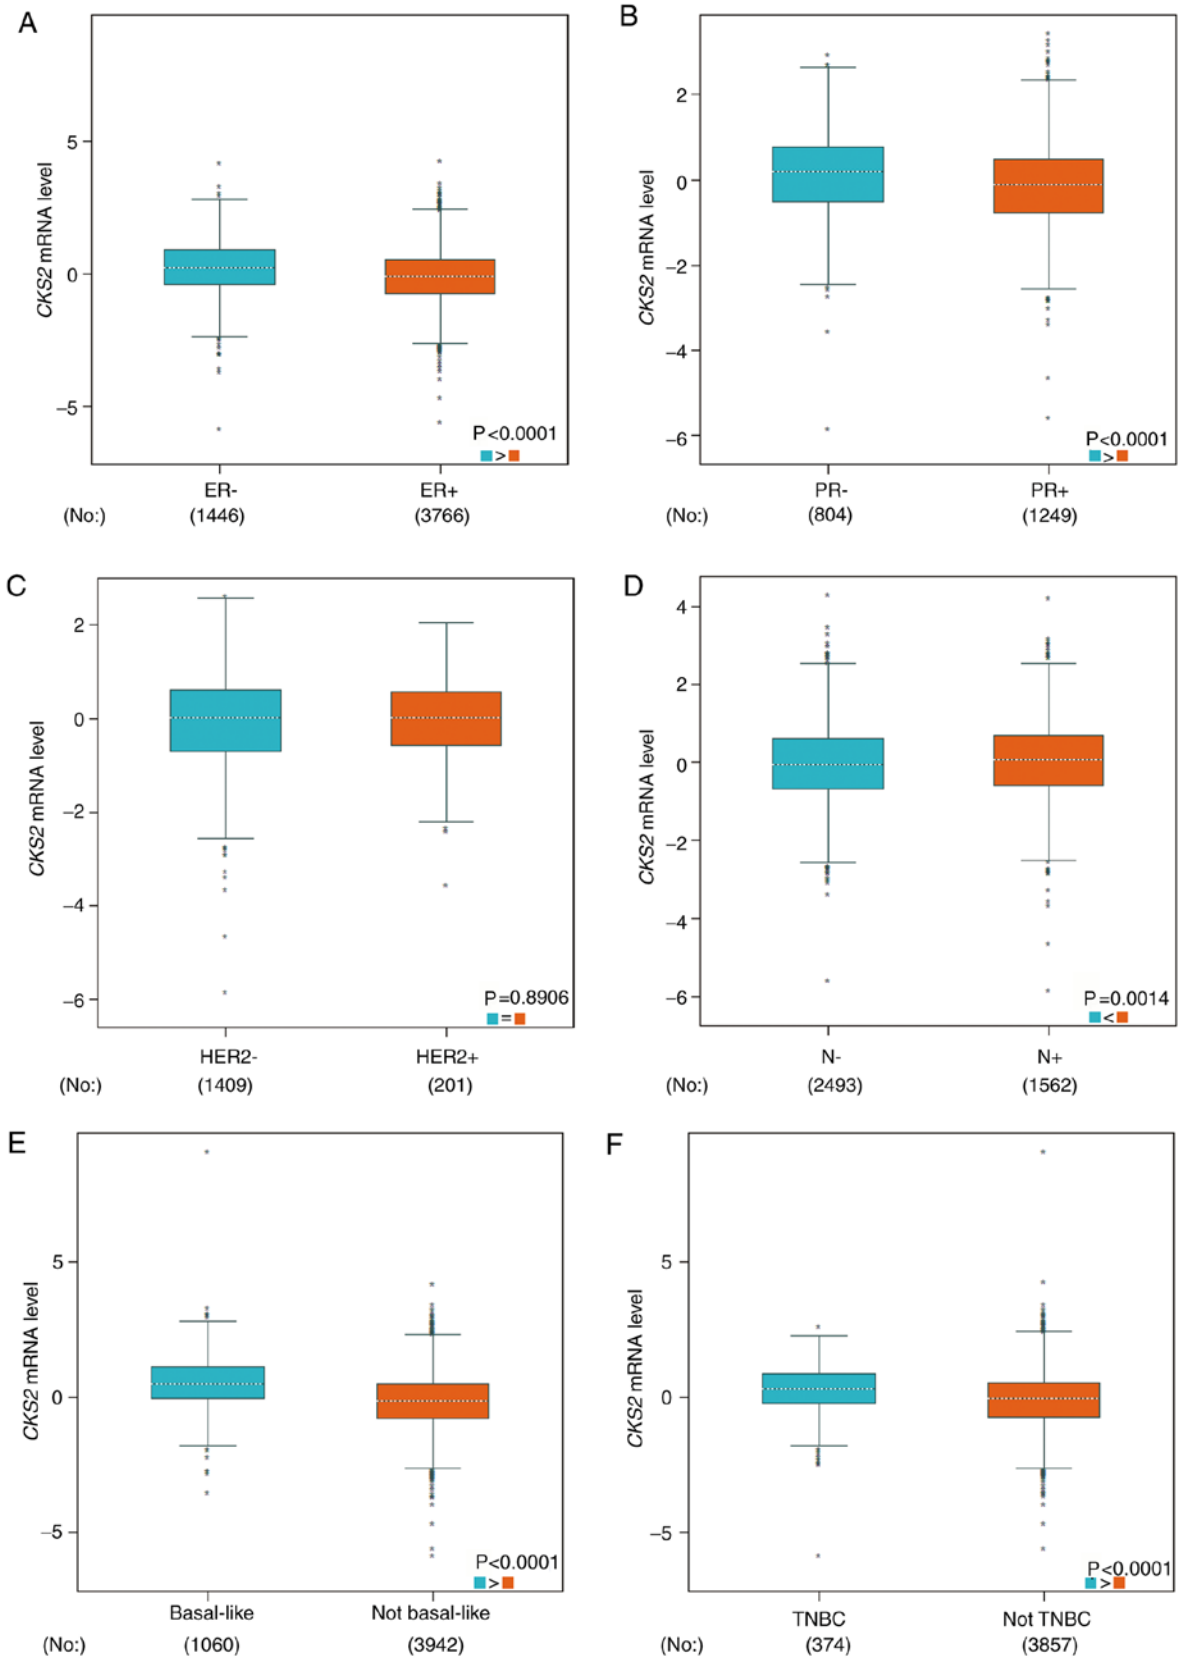 A
CKS2 mRNA level
5
0
−5
P<0.0001
>
ER- ER+
(No:) (1446) (3766)
B
CKS2 mRNA level
2
0
−2
−4
−6
P<0.0001
>
PR- PR+
(No:) (804) (1249)
C
CKS2 mRNA level
2
0
−2
−4
−6
P=0.8906
=
HER2- HER2+
(No:) (1409) (201)
D
CKS2 mRNA level
4
2
0
−2
−4
−6
P=0.0014
<
N- N+
(No:) (2493) (1562)
E
CKS2 mRNA level
5
0
−5
P<0.0001
>
Basal-like Not basal-like
(No:) (1060) (3942)
F
CKS2 mRNA level
5
0
−5
P<0.0001
>
TNBC Not TNBC
(No:) (374) (3857)